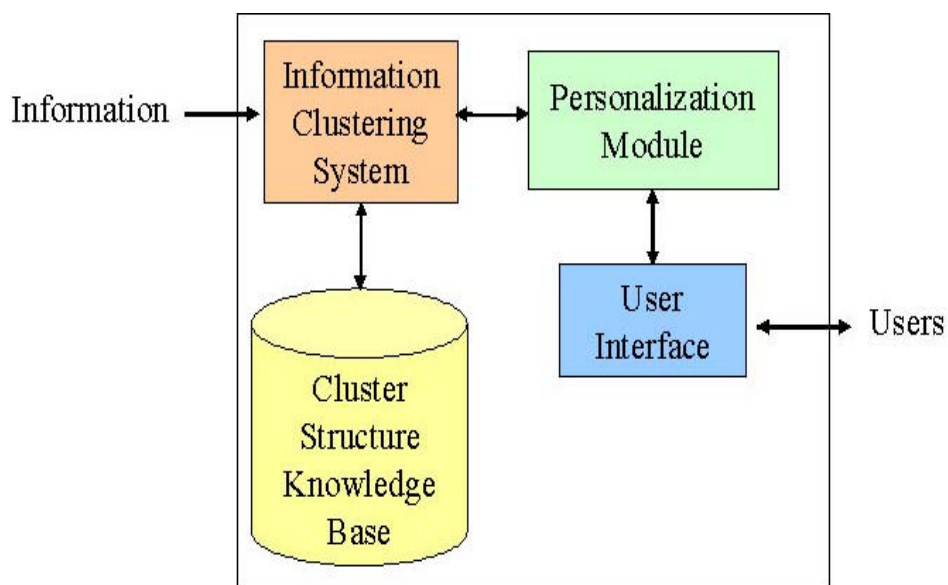 Information
Information
Clustering
System
Personalization
Module
User
Interface
Users
Cluster
Structure
Knowledge
Base